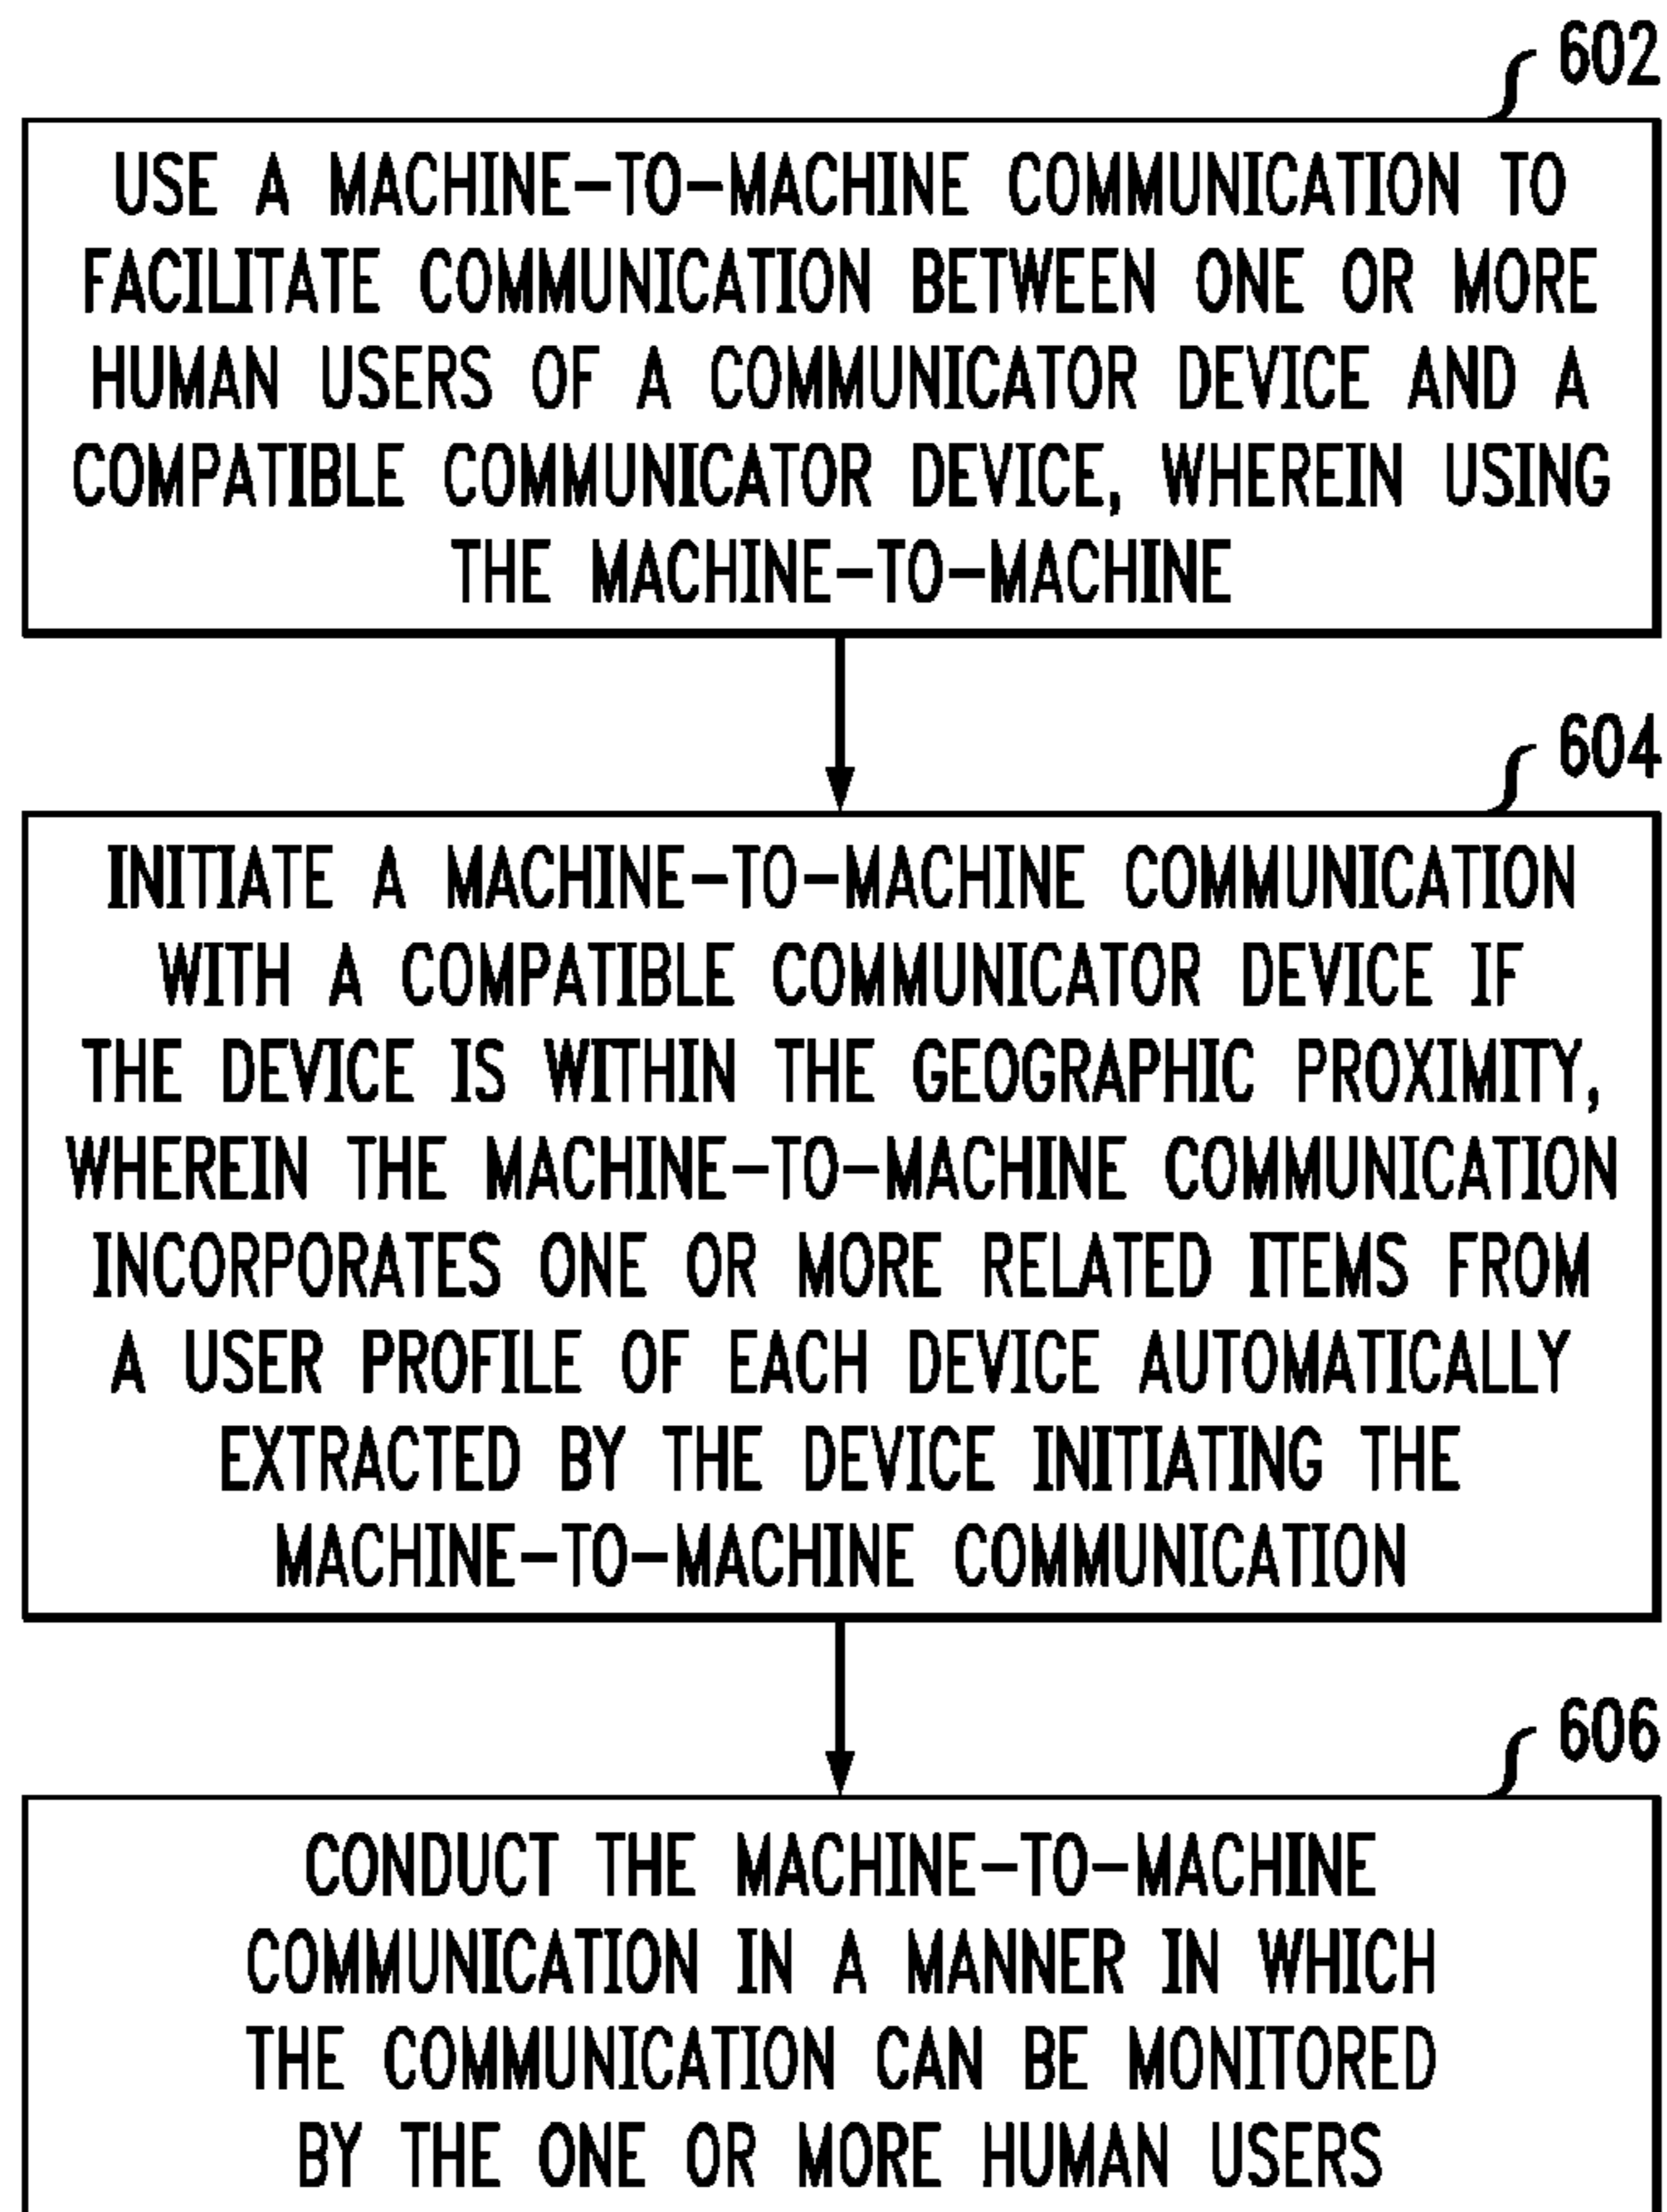 602
USE A MACHINE-TO-MACHINE COMMUNICATION TO
FACILITATE COMMUNICATION BETWEEN ONE OR MORE
HUMAN USERS OF A COMMUNICATOR DEVICE AND A
COMPATIBLE COMMUNICATOR DEVICE, WHEREIN USING
THE MACHINE-TO-MACHINE
604
INITIATE A MACHINE-TO-MACHINE COMMUNICATION
WITH A COMPATIBLE COMMUNICATOR DEVICE IF
THE DEVICE IS WITHIN THE GEOGRAPHIC PROXIMITY,
WHEREIN THE MACHINE-TO-MACHINE COMMUNICATION
INCORPORATES ONE OR MORE RELATED ITEMS FROM
A USER PROFILE OF EACH DEVICE AUTOMATICALLY
EXTRACTED BY THE DEVICE INITIATING THE
MACHINE-TO-MACHINE COMMUNICATION
606
CONDUCT THE MACHINE-TO-MACHINE
COMMUNICATION IN A MANNER IN WHICH
THE COMMUNICATION CAN BE MONITORED
BY THE ONE OR MORE HUMAN USERS